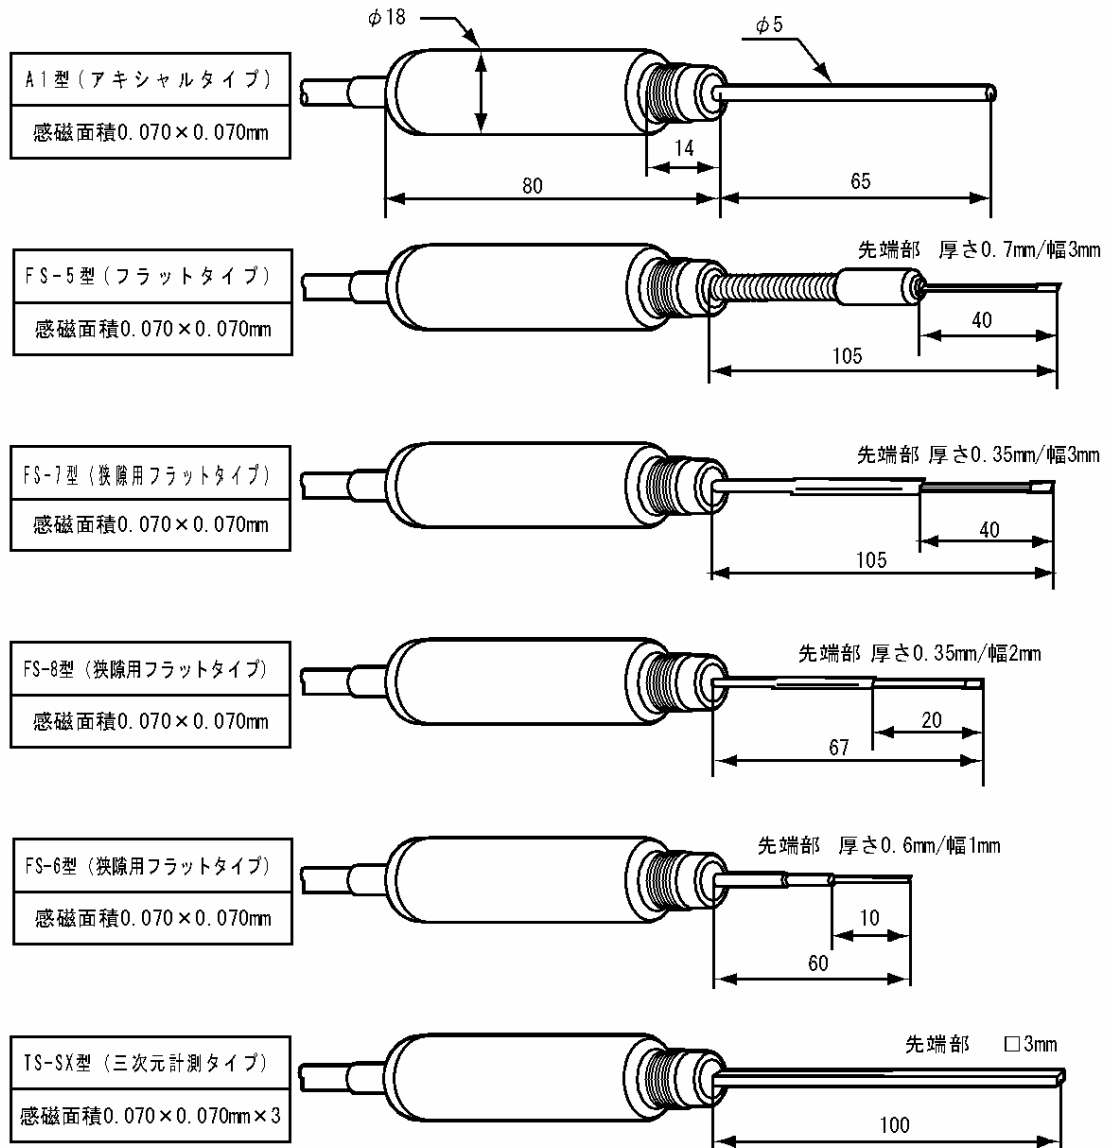 φ18
φ5
A1型(アキシャルタイプ)
感磁面積0.070×0.070mm
14
80
65
FS-5型(フラットタイプ)
感磁面積0.070×0.070mm
先端部 厚さ0.7mm/幅3mm
40
105
FS-7型(狭隙用フラットタイプ)
感磁面積0.070×0.070mm
先端部 厚さ0.35mm/幅3mm
40
105
FS-8型(狭隙用フラットタイプ)
感磁面積0.070×0.070mm
先端部 厚さ0.35mm/幅2mm
20
67
FS-6型(狭隙用フラットタイプ)
感磁面積0.070×0.070mm
先端部 厚さ0.6mm/幅1mm
10
60
TS-SX型(三次元計測タイプ)
感磁面積0.070×0.070mm×3
先端部 □3mm
100